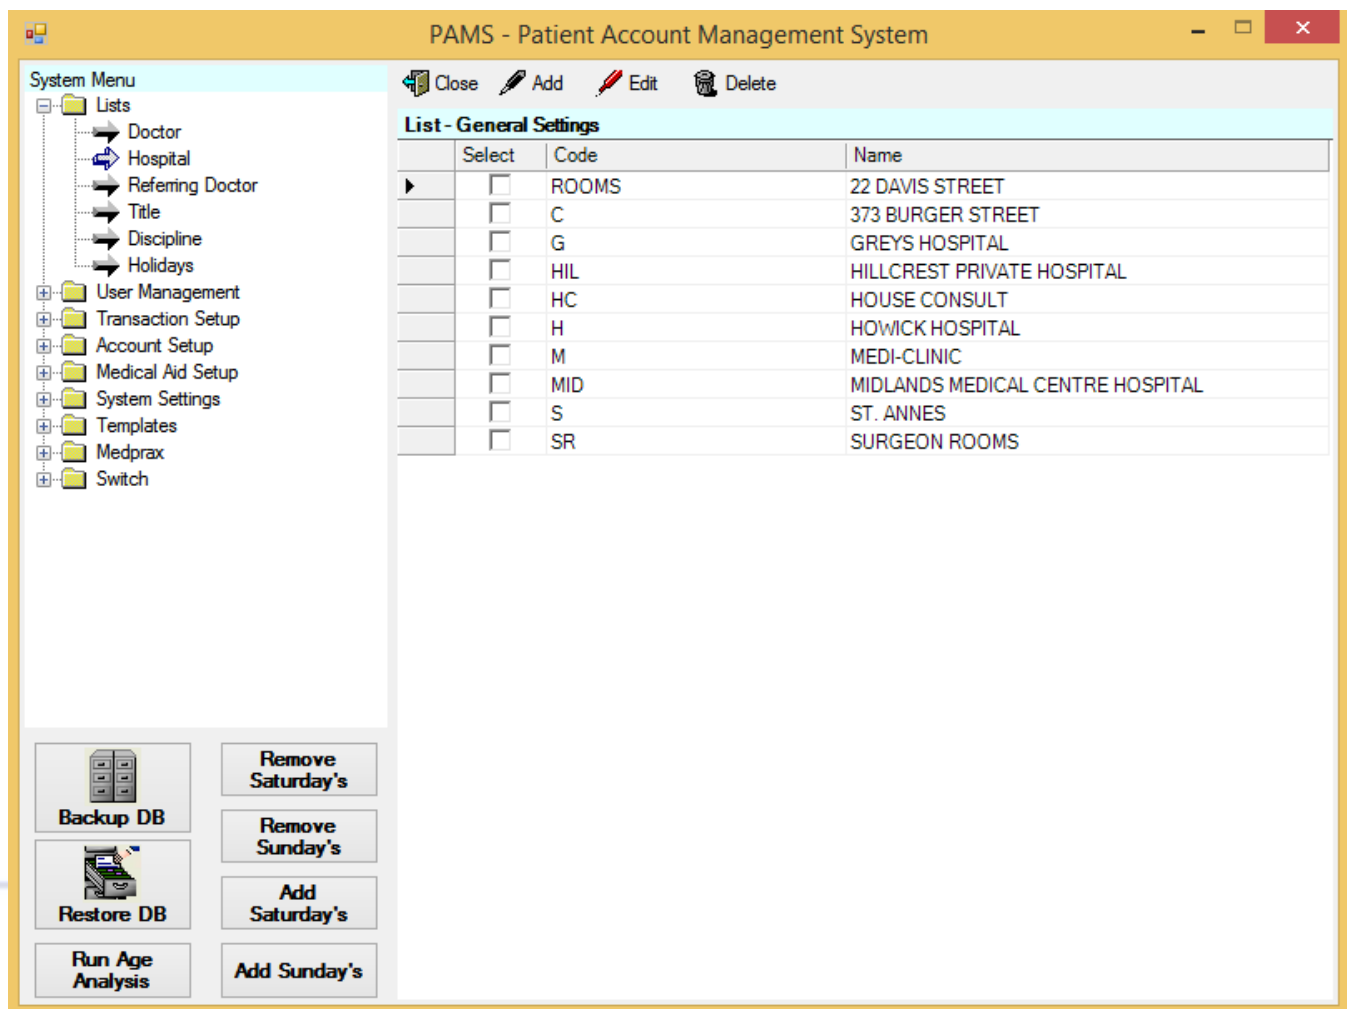 PAMS - Patient Account Management System
System Menu
Lists
Doctor
Hospital
Referring Doctor
Title
Discipline
Holidays
User Management
Transaction Setup
Account Setup
Medical Aid Setup
System Settings
Templates
Medprax
Switch
Backup DB
Restore DB
Run Age
Analysis
Remove
Saturday's
Remove
Sunday's
Add
Saturday's
Add Sunday's
Close Add Edit Delete
List - General Settings
Select Code Name
ROOMS 22 DAVIS STREET
C 373 BURGER STREET
G GREYS HOSPITAL
HIL HILLCREST PRIVATE HOSPITAL
HC HOUSE CONSULT
H HOWICK HOSPITAL
M MEDI-CLINIC
MID MIDLANDS MEDICAL CENTRE HOSPITAL
S ST. ANNES
SR SURGEON ROOMS